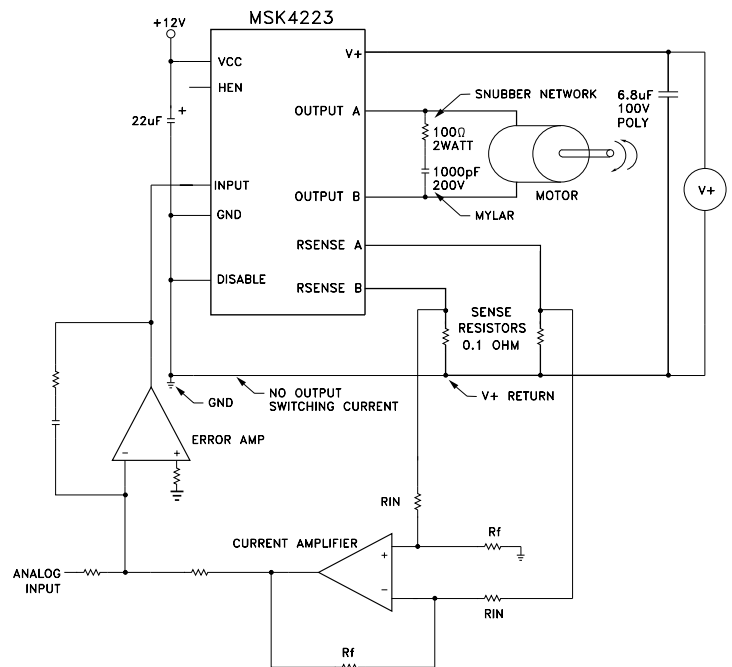 MSK4223
+12V
VCC
V+
HEN
22uF
+
OUTPUT A
SNUBBER NETWORK
6.8uF
100V
POLY
100Ω
2WATT
1000pF
200V
MOTOR
V+
INPUT
OUTPUT B
GND
MYLAR
RSENSE A
DISABLE
RSENSE B
SENSE
RESISTORS
0.1 OHM
GND
NO OUTPUT
SWITCHING CURRENT
V+ RETURN
ERROR AMP
-
+
RIN
Rf
CURRENT AMPLIFIER
+
-
ANALOG
INPUT
RIN
Rf